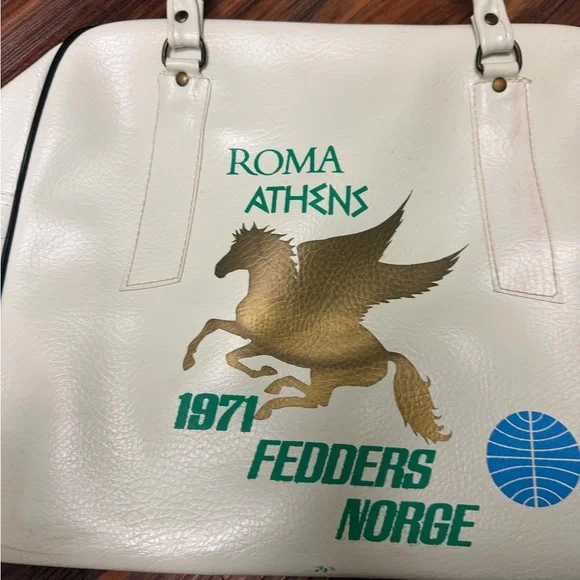 ROMA
ATHENS
1971
FEDDERS
NORGE